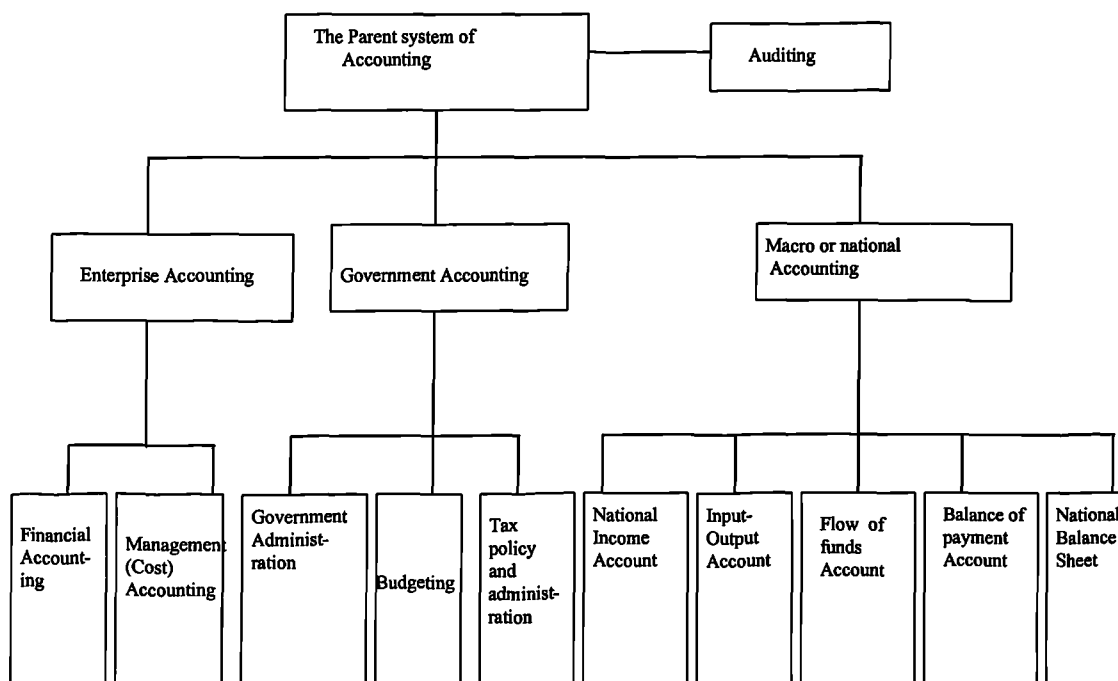 The Parent system of
Accounting
Auditing
Enterprise Accounting
Government Accounting
Macro or national
Accounting
Financial
Account-
ing
Management
(Cost)
Accounting
Government
Administ-
ration
Budgeting
Tax
policy
and
administ-
ration
National
Income
Account
Input-
Output
Account
Flow of
funds
Account
Balance of
payment
Account
National
Balance
Sheet